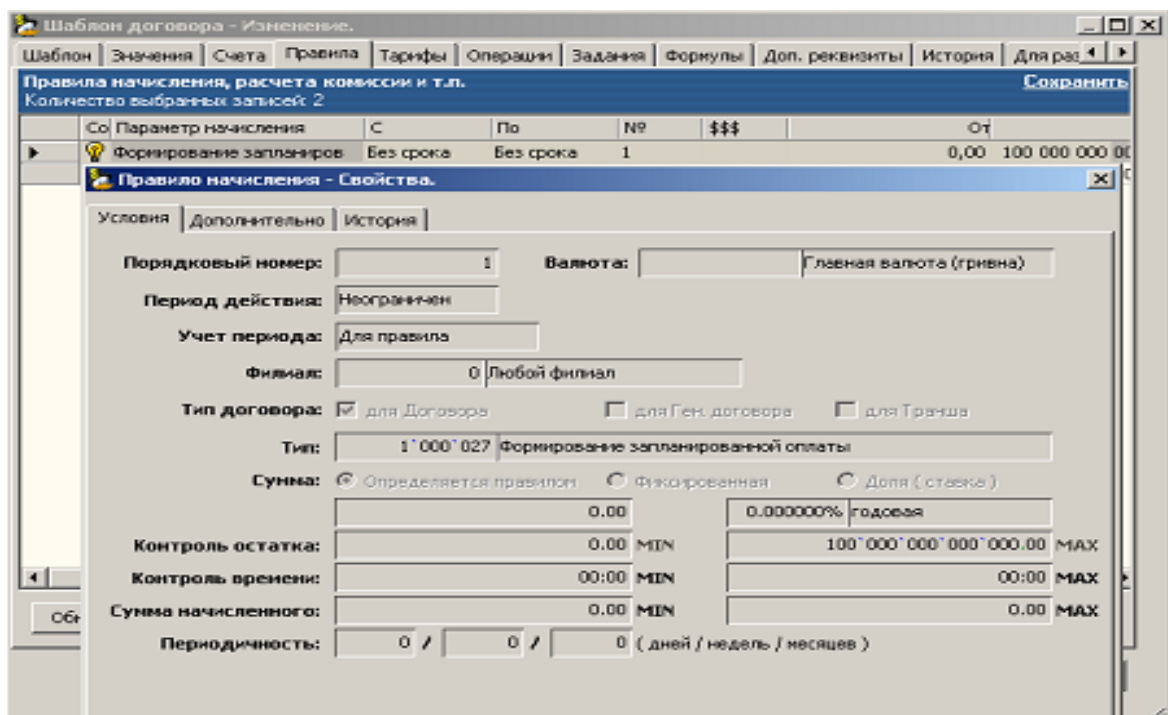 Шаблон договора - Изменение.
Шаблон Значения Счета Правила Тарифы Операции Задания Формулы Доп. реквизиты История Для раз
Правила начисления, расчета комиссии и т.п. Сохранить
Количество выбранных записей: 2
Со Параметр начисления С По № $$$ От
Формирование запланиров Без срока Без срока 1 0,00 100 000 000 00
Правило начисления - Свойства.
Условия Дополнительно История
Порядковый номер: 1 Валюта: Главная валюта (гривна)
Период действия: Неограничен
Учет периода: Для правила
Филиал: 0 Любой филиал
Тип договора: для Договора для Ген. договора для Транша
Тип: 1`000`027 Формирование запланированной оплаты
Сумма: Определяется правилом Фиксированная Доля ( ставка )
0.00 0.000000% годовая
Контроль остатка: 0.00 MIN 100`000`000`000`000.00 MAX
Контроль времени: 00:00 MIN 00:00 MAX
Сумма начисленного: 0.00 MIN 0.00 MAX
Обн
Периодичность: 0 / 0 / 0 ( дней / недель / месяцев )